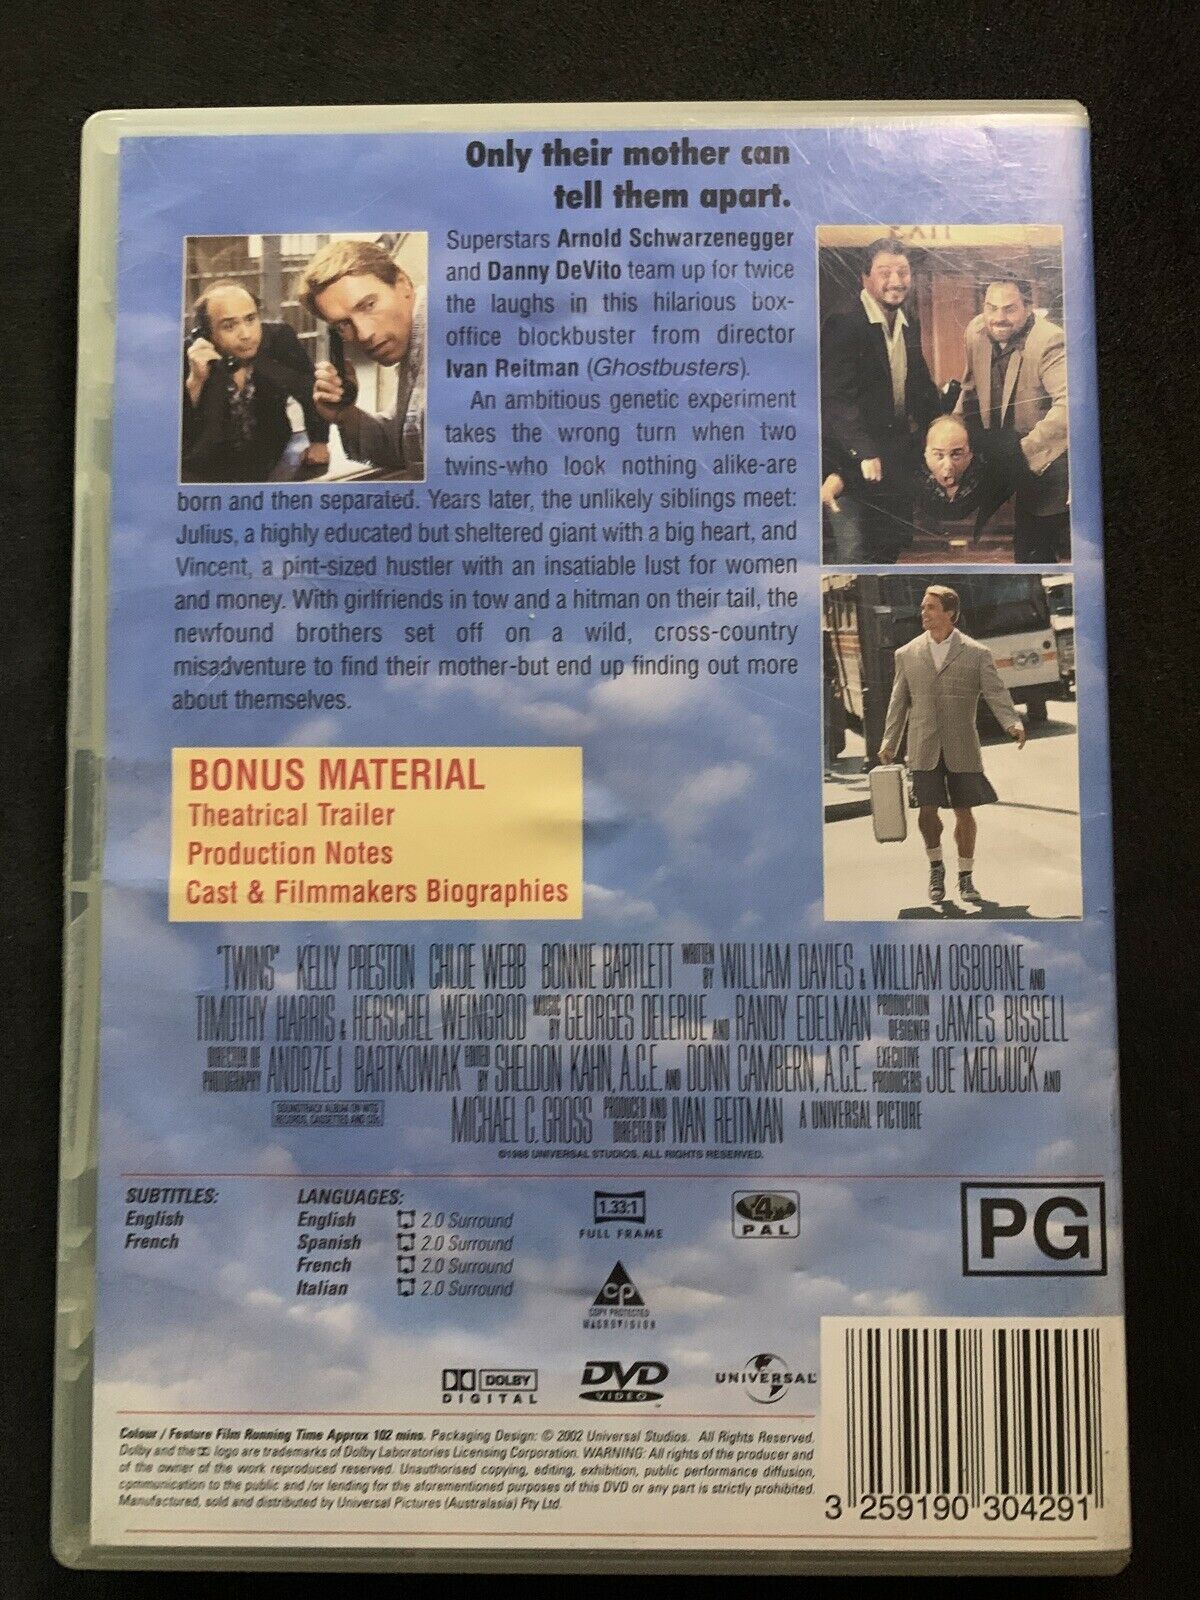 Only their mother can
tell them apart.
Superstars Arnold Schwarzenegger
and Danny DeVito team up for twice
the laughs in this hilarious box-
office blockbuster from director
Ivan Reitman (Ghostbusters).
An ambitious genetic experiment
takes the wrong turn when two
twins-who look nothing alike-are
born and then separated. Years later, the unlikely siblings meet:
Julius, a highly educated but sheltered giant with a big heart, and
Vincent, a pint-sized hustler with an insatiable lust for women
and money. With girlfriends in tow and a hitman on their tail, the
newfound brothers set off on a wild, cross-country
misadventure to find their mother-but end up finding out more
about themselves.
EXIT
BONUS MATERIAL
Theatrical Trailer
Production Notes
Cast & Filmmakers Biographies
"TWINS" KELLY PRESTON CHLOE WEBB BONNIE BARTLETT WRITTEN BY WILLIAM DAVIES & WILLIAM OSBORNE AND
TIMOTHY HARRIS & HERSCHEL WEINGROD MUSIC BY GEORGES DELERUE AND RANDY EDELMAN PRODUCTION DESIGNER JAMES BISSELL
DIRECTOR OF PHOTOGRAPHY ANDRZEJ BARTKOWIAK EDITED BY SHELDON KAHN, A.C.E. AND DONN CAMBERN, A.C.E. EXECUTIVE PRODUCERS JOE MEDJUCK AND
SOUNDTRACK ALBUM ON WTG RECORDS, CASSETTES AND CDs MICHAEL C. GROSS PRODUCED AND DIRECTED BY IVAN REITMAN A UNIVERSAL PICTURE
©1988 UNIVERSAL STUDIOS. ALL RIGHTS RESERVED.
SUBTITLES:
English
French
LANGUAGES:
English 2.0 Surround
Spanish 2.0 Surround
French 2.0 Surround
Italian 2.0 Surround
1.33:1
FULL FRAME
4
PAL
PG
CP
COPY PROTECTED
MACROVISION
DOLBY
DIGITAL
DVD
VIDEO
UNIVERSAL
Colour / Feature Film Running Time Approx 102 mins. Packaging Design: © 2002 Universal Studios. All Rights Reserved.
Dolby and the logo are trademarks of Dolby Laboratories Licensing Corporation. WARNING: All rights of the producer and
of the owner of the work reproduced reserved. Unauthorised copying, editing, exhibition, public performance diffusion,
communication to the public and /or lending for the aforementioned purposes of this DVD or any part is strictly prohibited.
Manufactured, sold and distributed by Universal Pictures (Australasia) Pty Ltd.
3 259190 304291